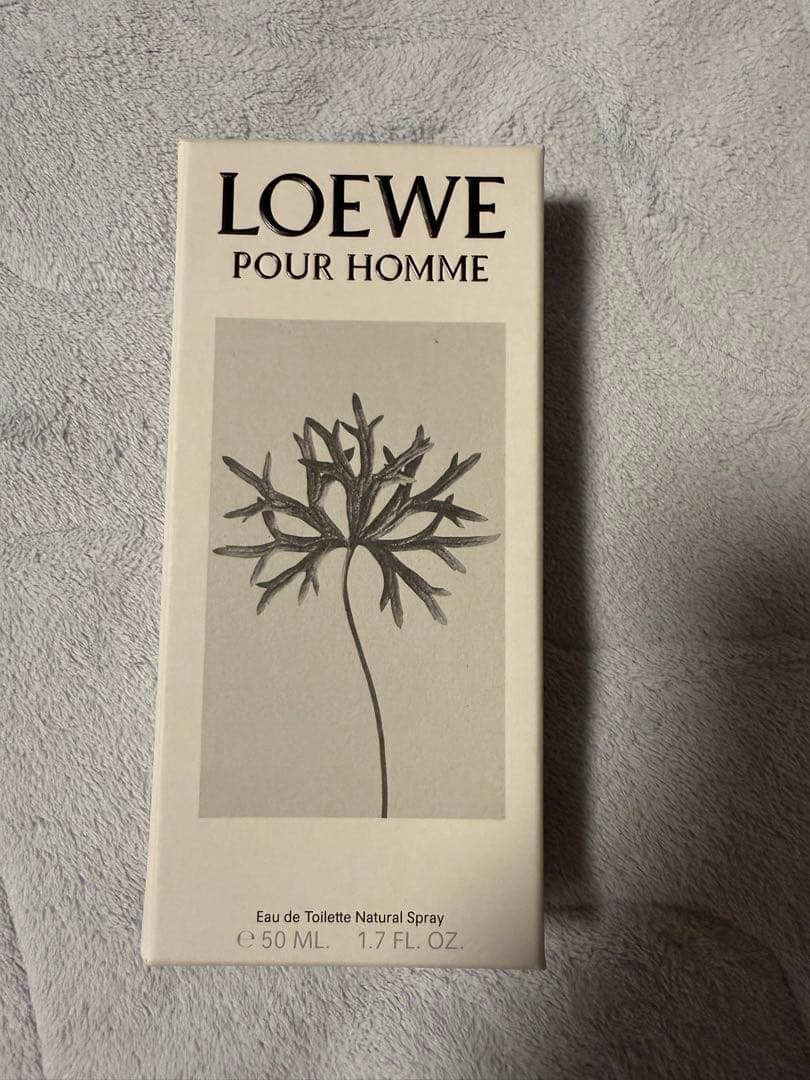 LOEWE
POUR HOMME
Eau de Toilette Natural Spray
℮ 50 ML. 1.7 FL. OZ.